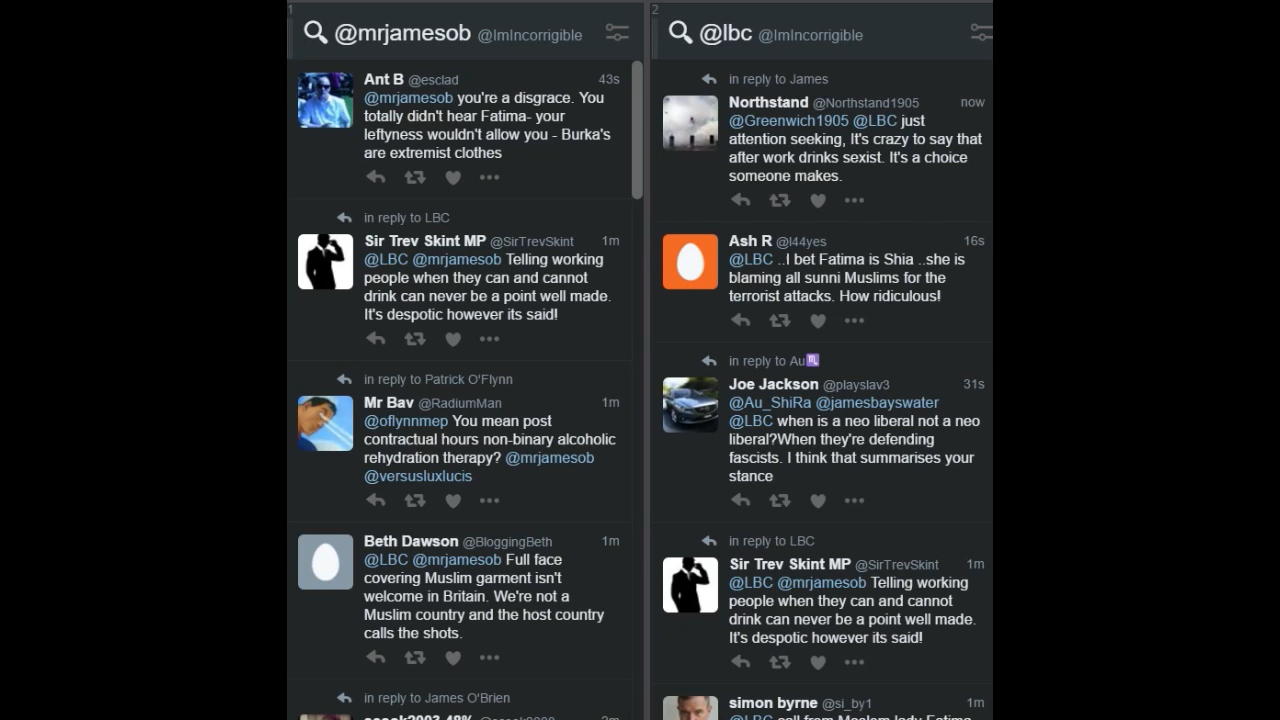 1
@mrjamesob @ImIncorrigible
Ant B @esclad 43s
@mrjamesob you're a disgrace. You
totally didn't hear Fatima- your
leftyness wouldn't allow you - Burka's
are extremist clothes
in reply to LBC
Sir Trev Skint MP @SirTrevSkint 1m
@LBC @mrjamesob Telling working
people when they can and cannot
drink can never be a point well made.
It's despotic however its said!
in reply to Patrick O'Flynn
Mr Bav @RadiumMan 1m
@oflynnmep You mean post
contractual hours non-binary alcoholic
rehydration therapy? @mrjamesob
@versusluxlucis
Beth Dawson @BloggingBeth 1m
@LBC @mrjamesob Full face
covering Muslim garment isn't
welcome in Britain. We're not a
Muslim country and the host country
calls the shots.
in reply to James O'Brien
2
@lbc @ImIncorrigible
in reply to James
Northstand @Northstand1905 now
@Greenwich1905 @LBC just
attention seeking, It's crazy to say that
after work drinks sexist. It's a choice
someone makes.
Ash R @l44yes 16s
@LBC ..I bet Fatima is Shia ..she is
blaming all sunni Muslims for the
terrorist attacks. How ridiculous!
in reply to Au♏
Joe Jackson @playslav3 31s
@Au_ShiRa @jamesbayswater
@LBC when is a neo liberal not a neo
liberal?When they're defending
fascists. I think that summarises your
stance
in reply to LBC
Sir Trev Skint MP @SirTrevSkint 1m
@LBC @mrjamesob Telling working
people when they can and cannot
drink can never be a point well made.
It's despotic however its said!
simon byrne @si_by1 1m
@LBC call from Moslem lady Fatima